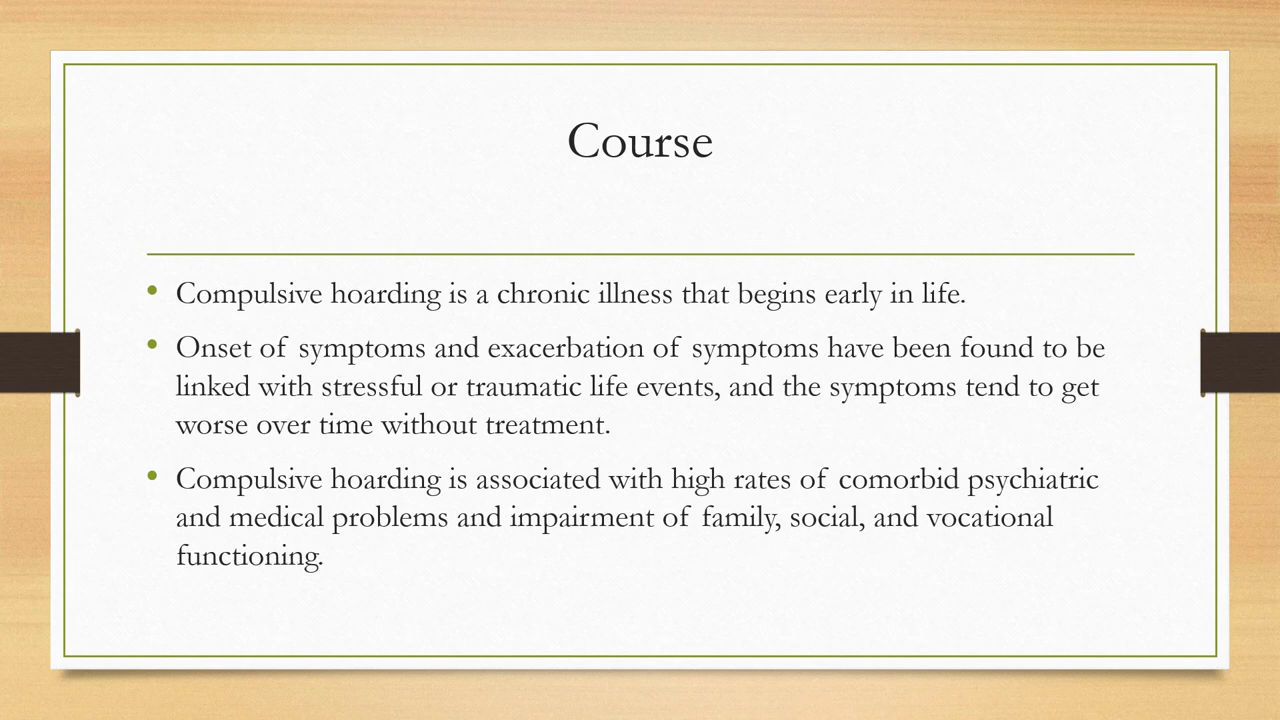 Course
• Compulsive hoarding is a chronic illness that begins early in life.
• Onset of symptoms and exacerbation of symptoms have been found to be
linked with stressful or traumatic life events, and the symptoms tend to get
worse over time without treatment.
• Compulsive hoarding is associated with high rates of comorbid psychiatric
and medical problems and impairment of family, social, and vocational
functioning.